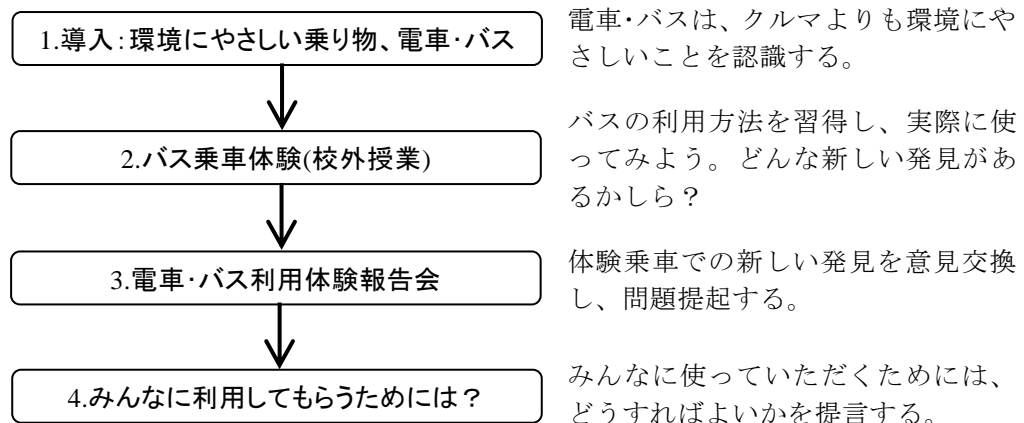 1.導入:環境にやさしい乗り物、電車・バス
電車・バスは、クルマよりも環境にや
さしいことを認識する。
2.バス乗車体験(校外授業)
バスの利用方法を習得し、実際に使
ってみよう。どんな新しい発見があ
るかしら？
3.電車・バス利用体験報告会
体験乗車での新しい発見を意見交換
し、問題提起する。
4.みんなに利用してもらうためには？
みんなに使っていただくためには、
どうすればよいかを提言する。